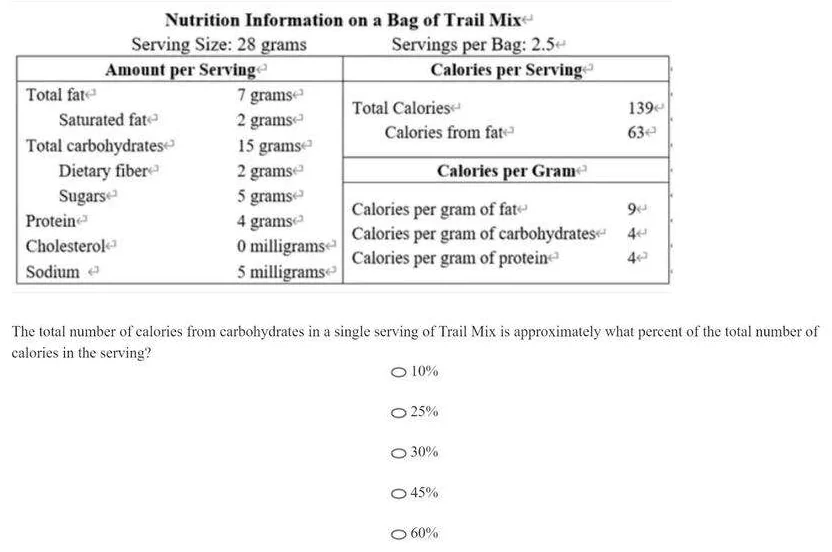 Nutrition Information on a Bag of Trail Mix↵
Serving Size: 28 grams Servings per Bag: 2.5↵
Amount per Serving↵
Total fat↵ 7 grams↵
Saturated fat↵ 2 grams↵
Total carbohydrates↵ 15 grams↵
Dietary fiber↵ 2 grams↵
Sugars↵ 5 grams↵
Protein↵ 4 grams↵
Cholesterol↵ 0 milligrams↵
Sodium ↵ 5 milligrams↵
Calories per Serving↵
Total Calories↵ 139↵
Calories from fat↵ 63↵
Calories per Gram↵
Calories per gram of fat↵ 9↵
Calories per gram of carbohydrates↵ 4↵
Calories per gram of protein↵ 4↵
The total number of calories from carbohydrates in a single serving of Trail Mix is approximately what percent of the total number of
calories in the serving?
10%
25%
30%
45%
60%